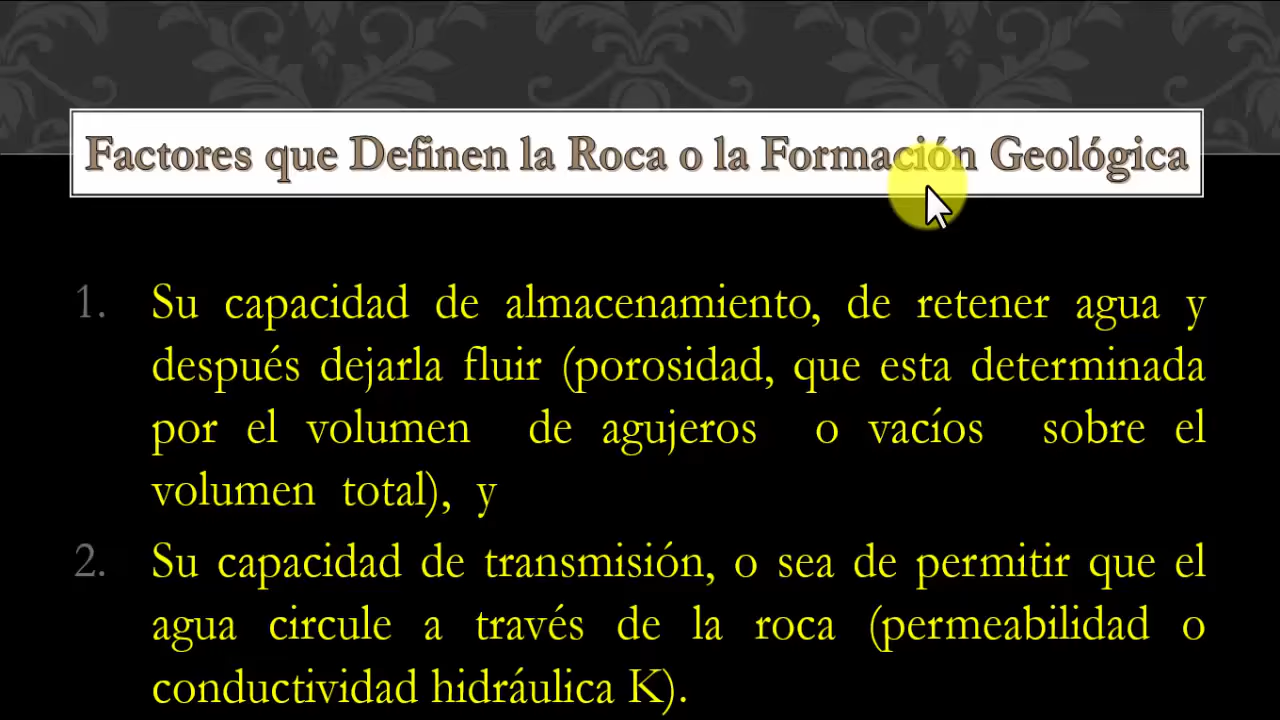 Factores que Definen la Roca o la Formación Geológica
1. Su capacidad de almacenamiento, de retener agua y
después dejarla fluir (porosidad, que esta determinada
por el volumen de agujeros o vacíos sobre el
volumen total), y
2. Su capacidad de transmisión, o sea de permitir que el
agua circule a través de la roca (permeabilidad o
conductividad hidráulica K).